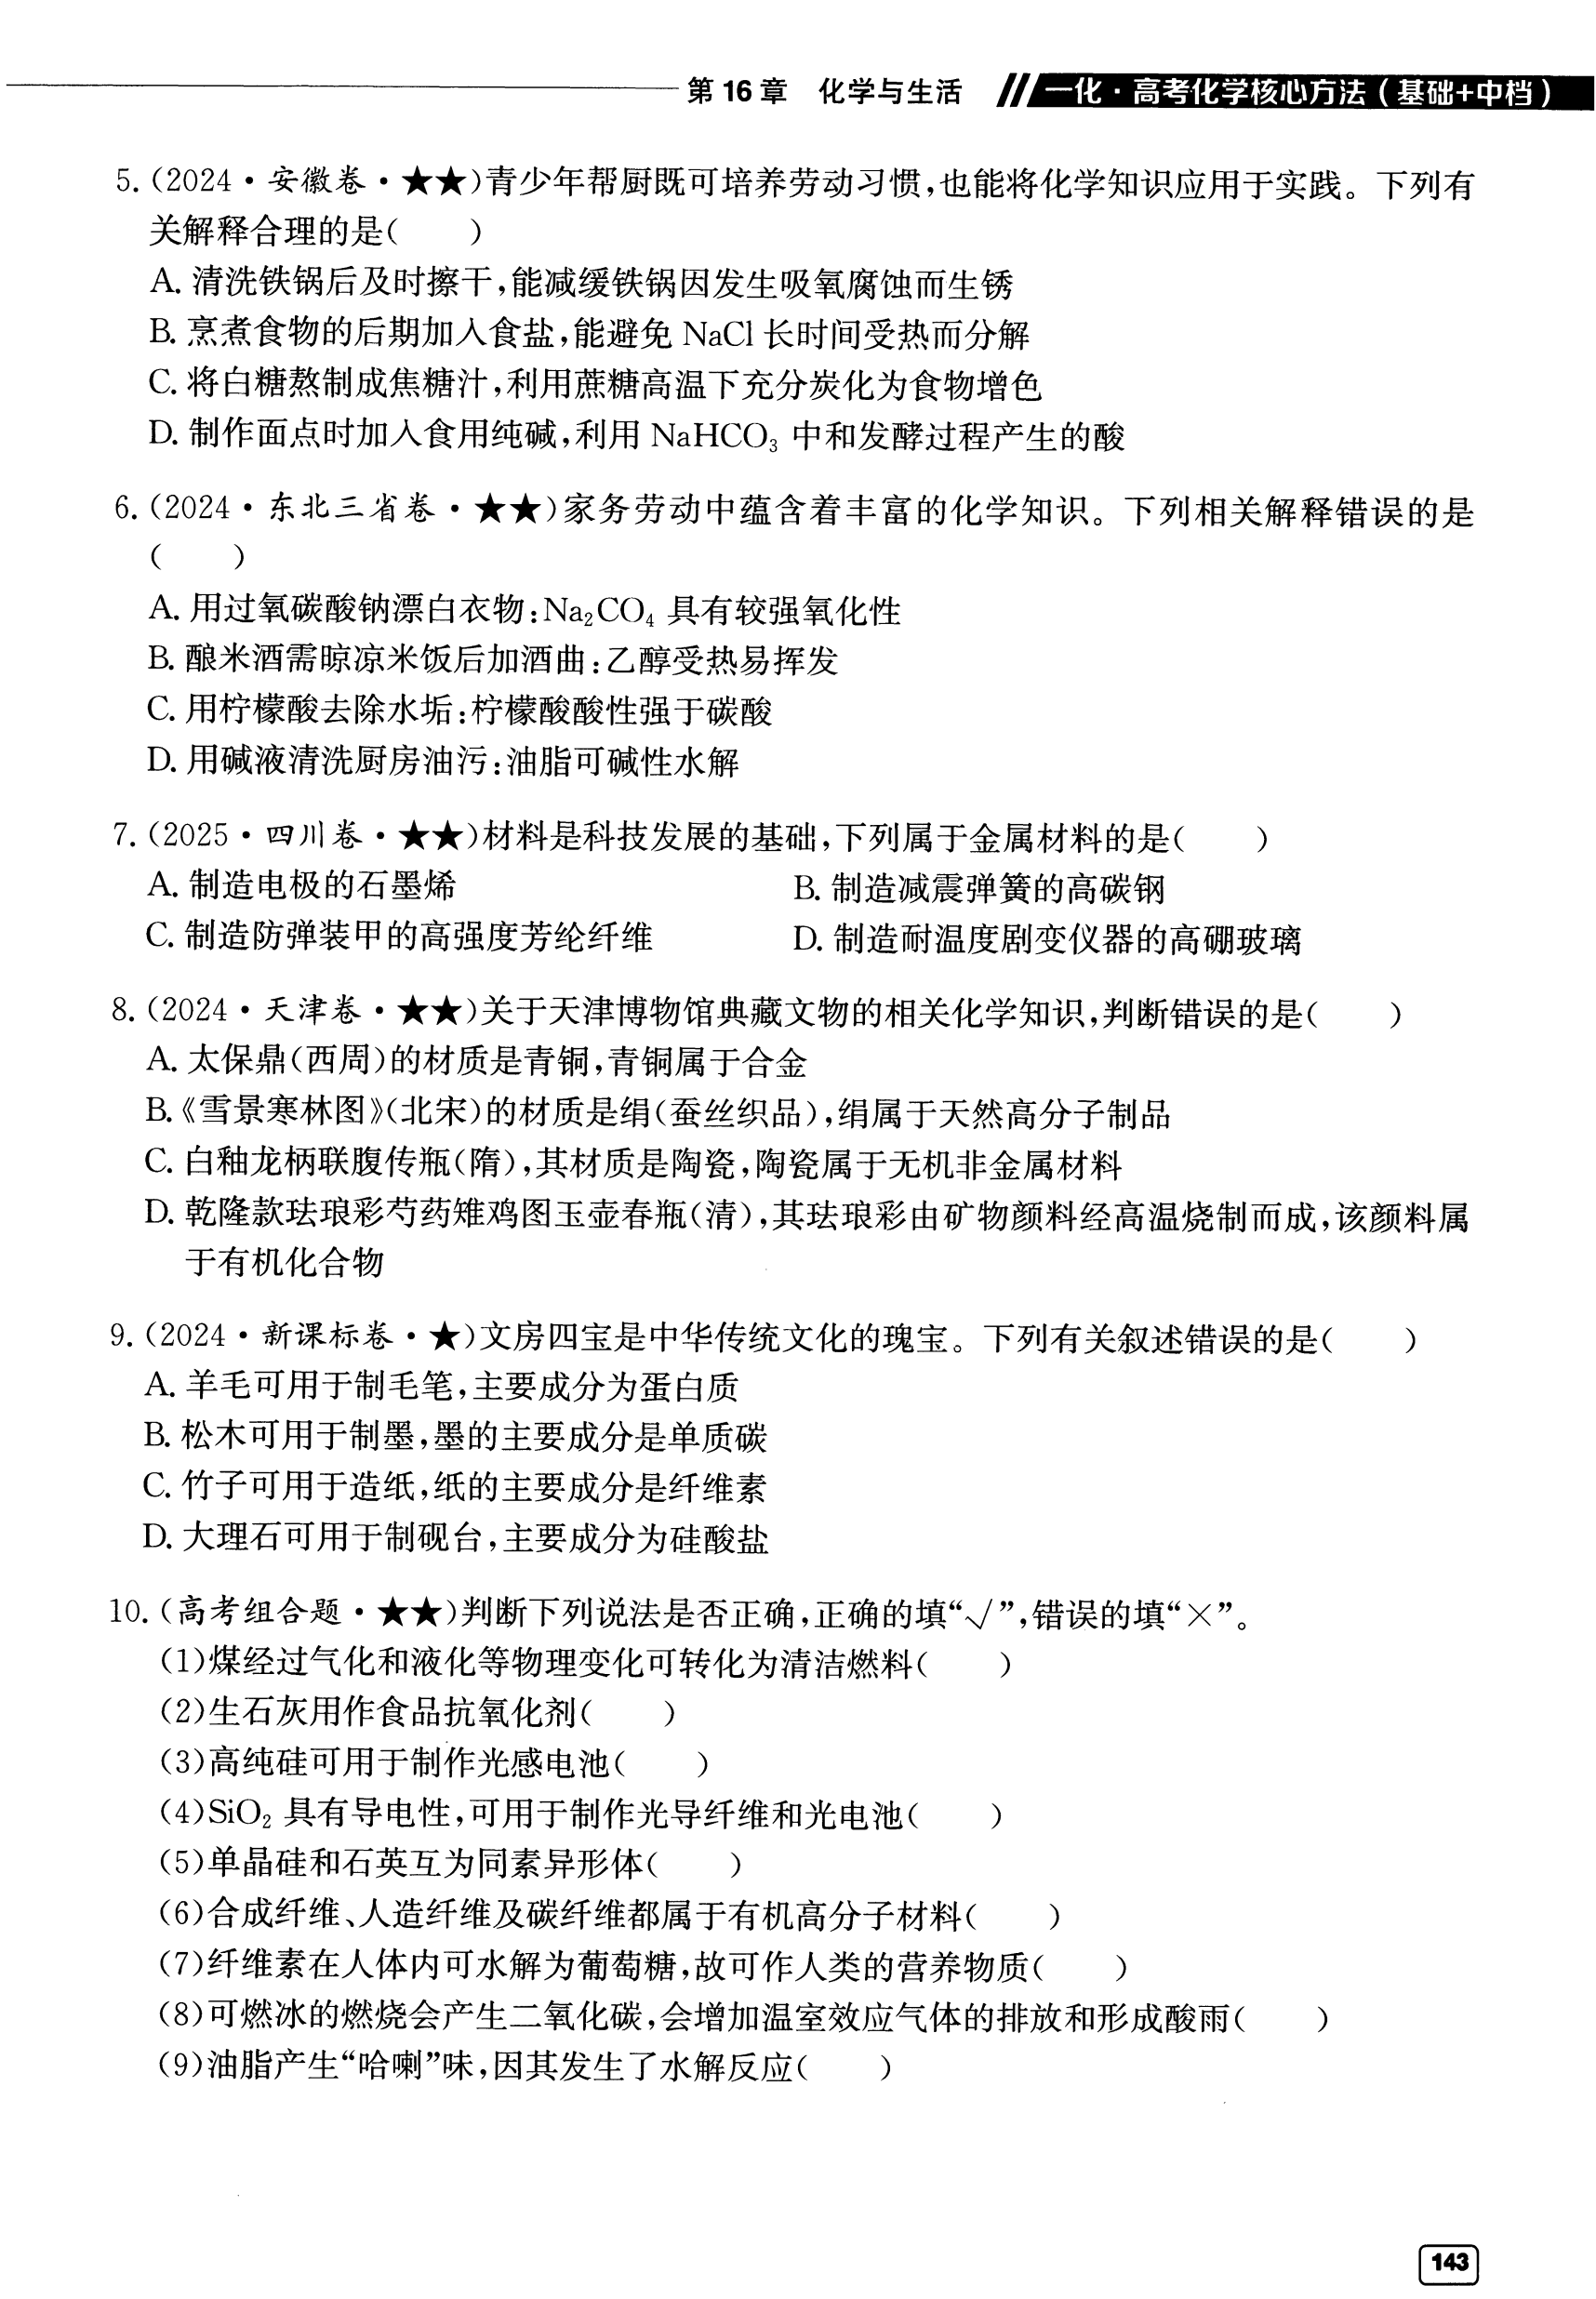 第16章 化学与生活 一化·高考化学核心方法(基础+中档)
5.(2024·安徽卷·★★)青少年帮厨既可培养劳动习惯,也能将化学知识应用于实践。下列有
关解释合理的是(  )
A. 清洗铁锅后及时擦干,能减缓铁锅因发生吸氧腐蚀而生锈
B. 烹煮食物的后期加入食盐,能避免 NaCl 长时间受热而分解
C. 将白糖熬制成焦糖汁,利用蔗糖高温下充分炭化为食物增色
D. 制作面点时加入食用纯碱,利用 NaHCO₃ 中和发酵过程产生的酸
6.(2024·东北三省卷·★★)家务劳动中蕴含着丰富的化学知识。下列相关解释错误的是
(  )
A. 用过氧碳酸钠漂白衣物:Na₂CO₄ 具有较强氧化性
B. 酿米酒需晾凉米饭后加酒曲:乙醇受热易挥发
C. 用柠檬酸去除水垢:柠檬酸酸性强于碳酸
D. 用碱液清洗厨房油污:油脂可碱性水解
7.(2025·四川卷·★★)材料是科技发展的基础,下列属于金属材料的是(  )
A. 制造电极的石墨烯 B. 制造减震弹簧的高碳钢
C. 制造防弹装甲的高强度芳纶纤维 D. 制造耐温度剧变仪器的高硼玻璃
8.(2024·天津卷·★★)关于天津博物馆典藏文物的相关化学知识,判断错误的是(  )
A. 太保鼎(西周)的材质是青铜,青铜属于合金
B.《雪景寒林图》(北宋)的材质是绢(蚕丝织品),绢属于天然高分子制品
C. 白釉龙柄联腹传瓶(隋),其材质是陶瓷,陶瓷属于无机非金属材料
D. 乾隆款珐琅彩芍药雉鸡图玉壶春瓶(清),其珐琅彩由矿物颜料经高温烧制而成,该颜料属
于有机化合物
9.(2024·新课标卷·★)文房四宝是中华传统文化的瑰宝。下列有关叙述错误的是(  )
A. 羊毛可用于制毛笔,主要成分为蛋白质
B. 松木可用于制墨,墨的主要成分是单质碳
C. 竹子可用于造纸,纸的主要成分是纤维素
D. 大理石可用于制砚台,主要成分为硅酸盐
10.(高考组合题·★★)判断下列说法是否正确,正确的填“√”,错误的填“×”。
(1)煤经过气化和液化等物理变化可转化为清洁燃料(  )
(2)生石灰用作食品抗氧化剂(  )
(3)高纯硅可用于制作光感电池(  )
(4)SiO₂ 具有导电性,可用于制作光导纤维和光电池(  )
(5)单晶硅和石英互为同素异形体(  )
(6)合成纤维、人造纤维及碳纤维都属于有机高分子材料(  )
(7)纤维素在人体内可水解为葡萄糖,故可作人类的营养物质(  )
(8)可燃冰的燃烧会产生二氧化碳,会增加温室效应气体的排放和形成酸雨(  )
(9)油脂产生“哈喇”味,因其发生了水解反应(  )
143